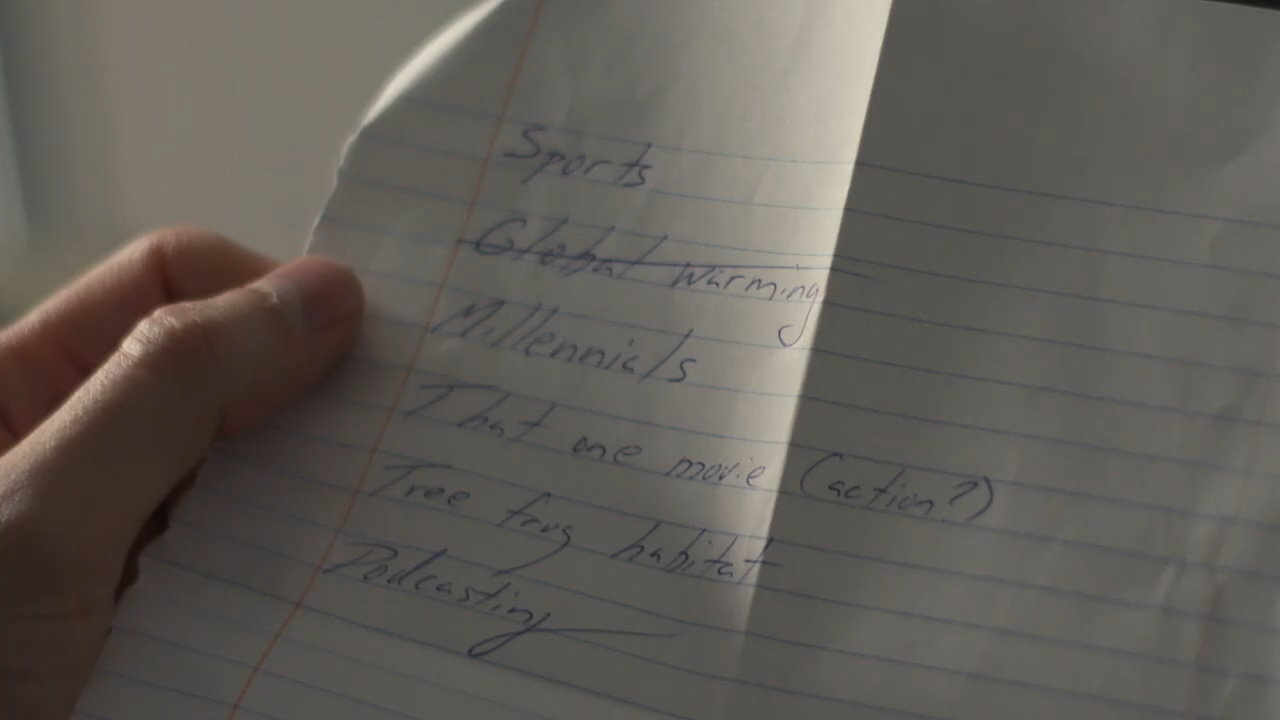 Sports
Global warming
Millennials
That one movie (action?)
Tree frog habitat
Podcasting